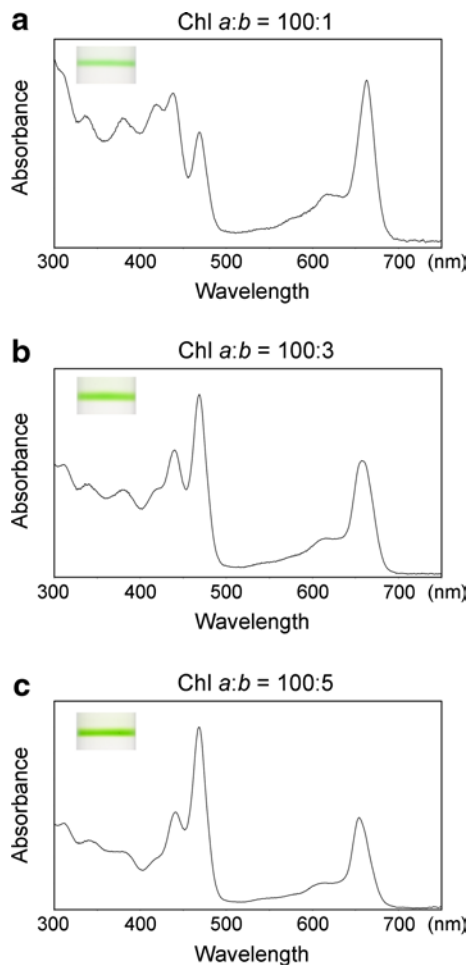 a
Chl a:b = 100:1
Absorbance
300 400 500 600 700 (nm)
Wavelength
b
Chl a:b = 100:3
Absorbance
300 400 500 600 700 (nm)
Wavelength
c
Chl a:b = 100:5
Absorbance
300 400 500 600 700 (nm)
Wavelength